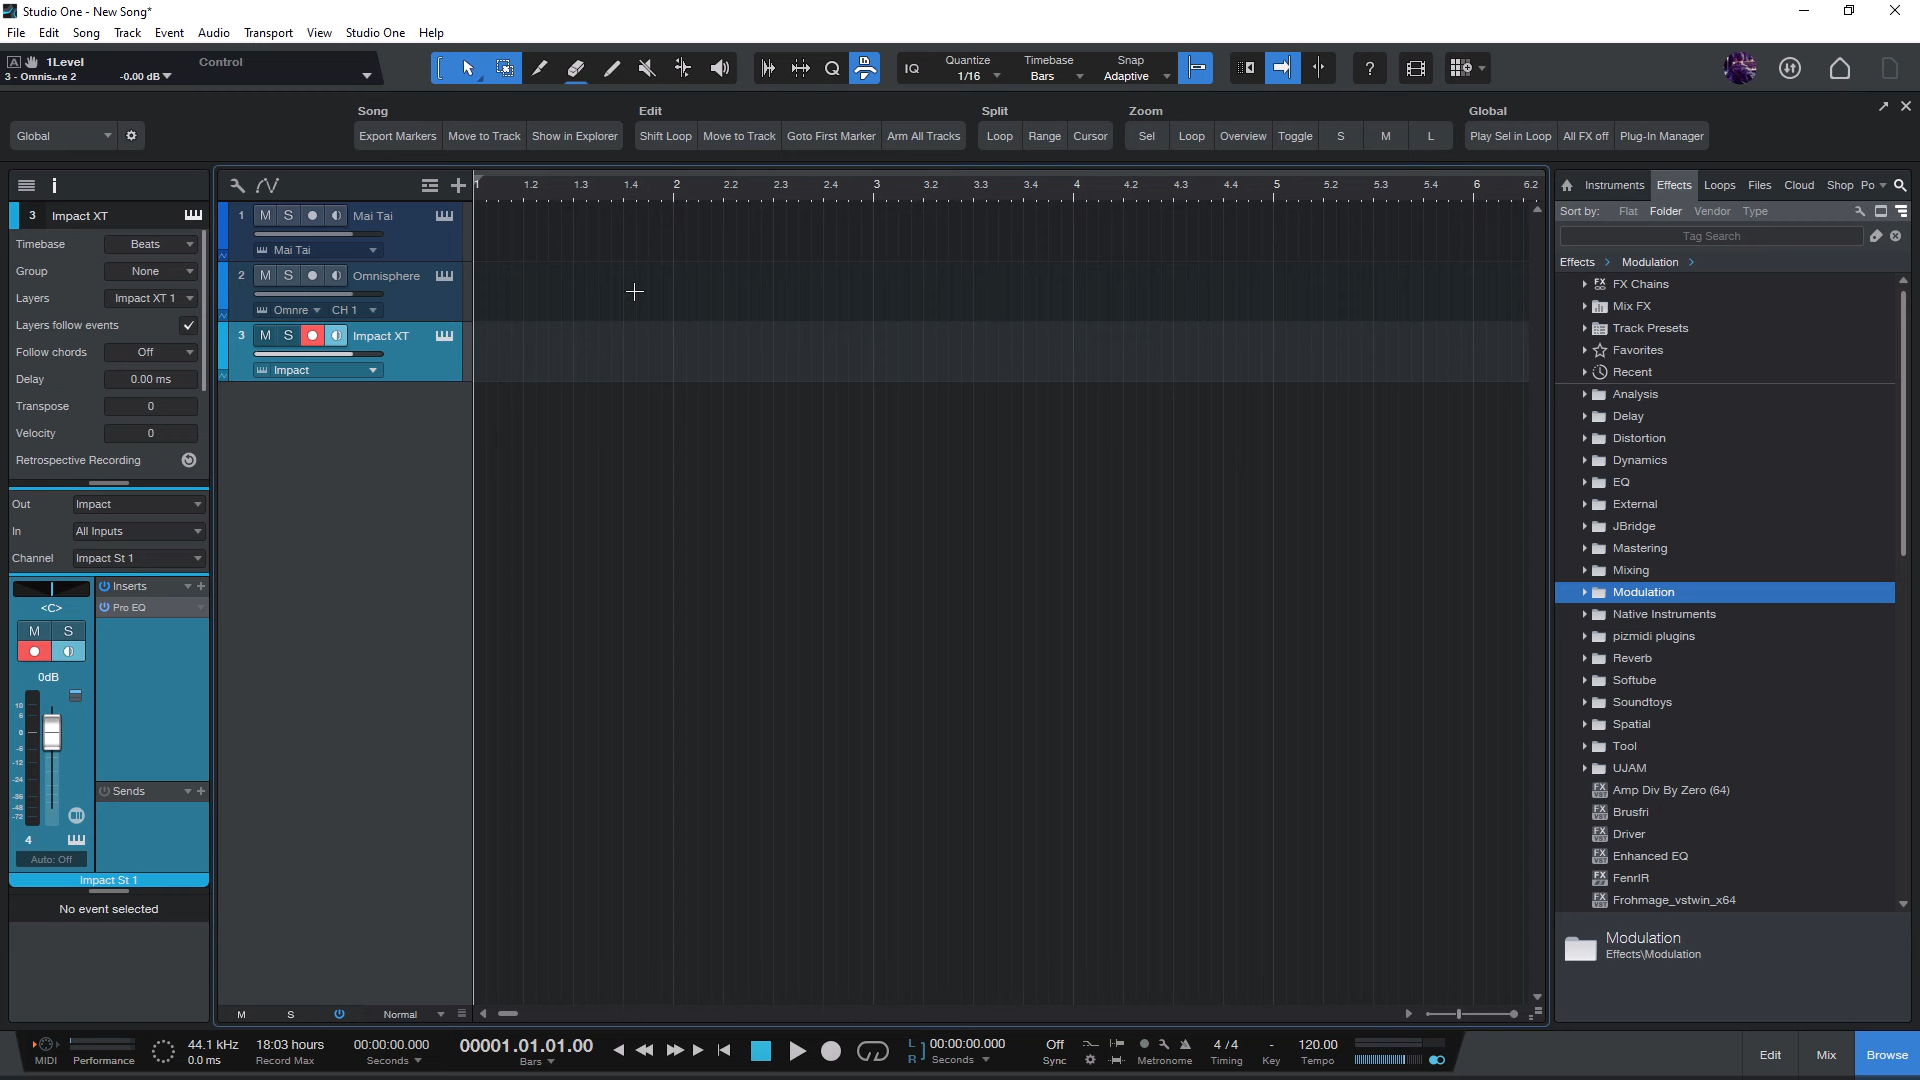 Studio One - New Song*
File Edit Song Track Event Audio Transport View Studio One Help
A 1Level Control
3 - Omnis..re 2 -0.00 dB
IQ Quantize 1/16 Timebase Bars Snap Adaptive ?
Song Edit Split Zoom Global
Global Export Markers Move to Track Show in Explorer Shift Loop Move to Track Goto First Marker Arm All Tracks Loop Range Cursor Sel Loop Overview Toggle S M L Play Sel in Loop All FX off Plug-In Manager
3 Impact XT
Timebase Beats
Group None
Layers Impact XT 1
Layers follow events
Follow chords Off
Delay 0.00 ms
Transpose 0
Velocity 0
Retrospective Recording
Out Impact
In All Inputs
Channel Impact St 1
Inserts
<C> Pro EQ
M S
0dB
10
6
0
-6
-12
-24
-36
-48
-72
Sends
4
Auto: Off
Impact St 1
No event selected
1 1.2 1.3 1.4 2 2.2 2.3 2.4 3 3.2 3.3 3.4 4 4.2 4.3 4.4 5 5.2 5.3 5.4 6 6.2
1 M S Mai Tai
Mai Tai
2 M S Omnisphere
Omnre CH 1
3 M S Impact XT
Impact
M S Normal
Instruments Effects Loops Files Cloud Shop Po
Sort by: Flat Folder Vendor Type
Tag Search
Effects Modulation
FX Chains
Mix FX
Track Presets
Favorites
Recent
Analysis
Delay
Distortion
Dynamics
EQ
External
JBridge
Mastering
Mixing
Modulation
Native Instruments
pizmidi plugins
Reverb
Softube
Soundtoys
Spatial
Tool
UJAM
Amp Div By Zero (64)
Brusfri
Driver
Enhanced EQ
FenrIR
Frohmage_vstwin_x64
Modulation
Effects\Modulation
MIDI Performance 44.1 kHz 0.0 ms 18:03 hours Record Max 00:00:00.000 Seconds 00001.01.01.00 Bars L R 00:00:00.000 Seconds Off Sync Metronome 4 / 4 Timing - Key 120.00 Tempo Edit Mix Browse